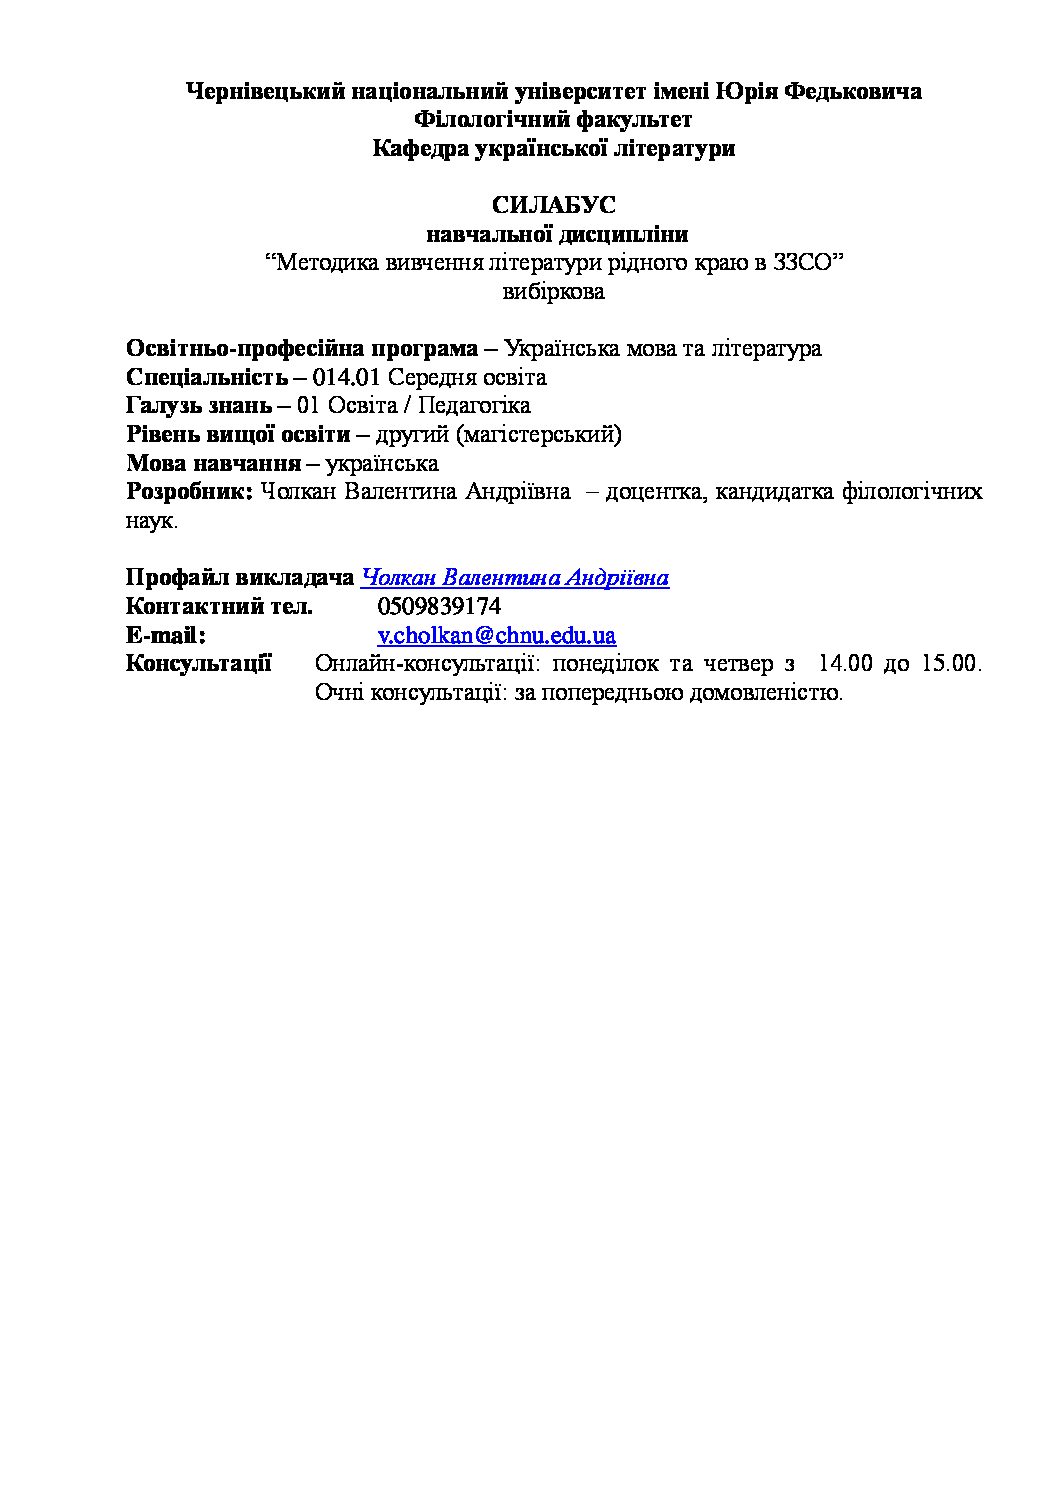 Чернівецький національний університет імені Юрія Федьковича
Філологічний факультет
Кафедра української літератури
СИЛАБУС
навчальної дисципліни
“Методика вивчення літератури рідного краю в ЗЗСО”
вибіркова
Освітньо-професійна програма – Українська мова та література
Спеціальність – 014.01 Середня освіта
Галузь знань – 01 Освіта / Педагогіка
Рівень вищої освіти – другий (магістерський)
Мова навчання – українська
Розробник: Чолкан Валентина Андріївна – доцентка, кандидатка філологічних
наук.
Профайл викладача Чолкан Валентина Андріївна
Контактний тел. 0509839174
E-mail: v.cholkan@chnu.edu.ua
Консультації Онлайн-консультації: понеділок та четвер з 14.00 до 15.00.
Очні консультації: за попередньою домовленістю.